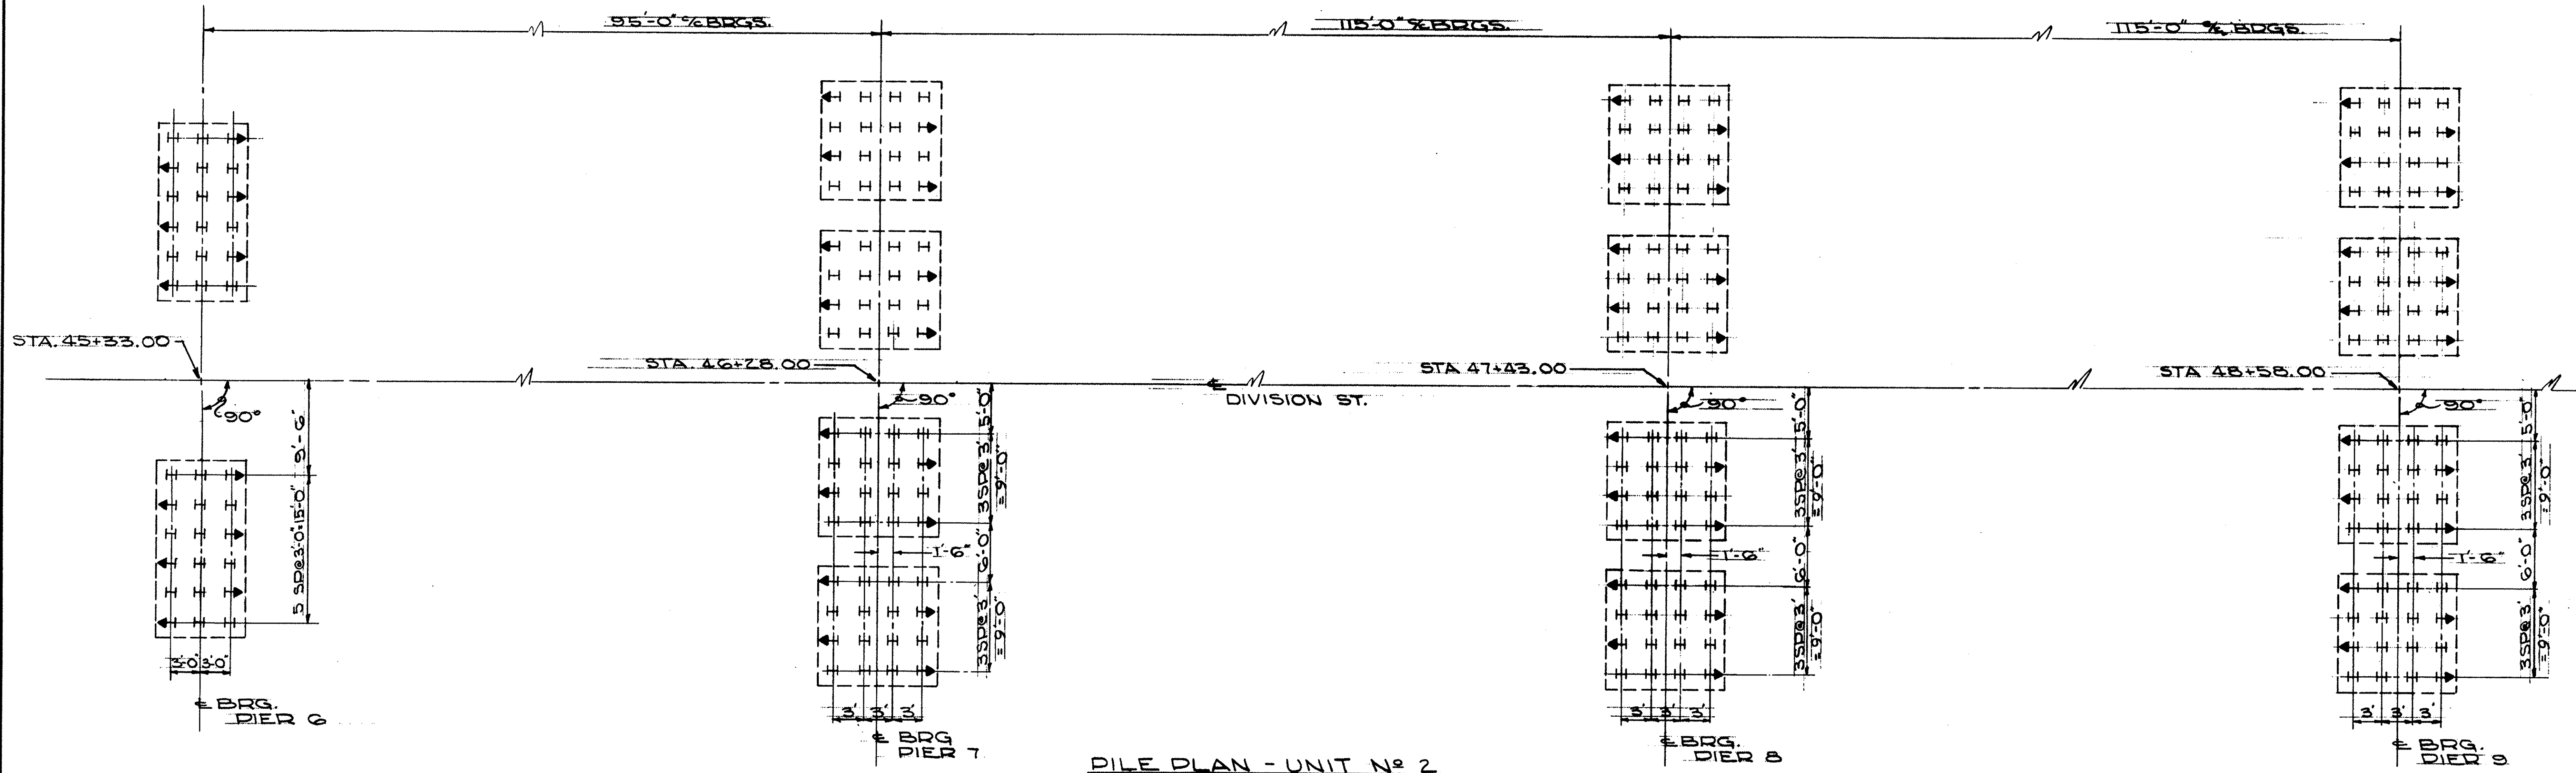 95'-0" ℄ BRGS.
115'-0" ℄ BRGS.
115'-0" ℄ BRGS.
STA. 45+33.00
STA. 46+28.00
STA 47+43.00
STA 48+58.00
90°
90°
90°
90°
℄
DIVISION ST.
9'-6"
5 SP@3'-0"=15'-0"
3'-0"
3'-0"
℄ BRG.
PIER 6
5'-0"
3SP@3'
=9'-0"
6'-0"
1'-6"
3SP@3'
=9'-0"
3'
3'
3'
℄ BRG
PIER 7
5'-0"
3SP@3'
=9'-0"
6'-0"
1'-6"
3SP@3'
=9'-0"
3'
3'
3'
℄ BRG.
PIER 8
5'-0"
3SP@3'
=9'-0"
6'-0"
1'-6"
3SP@3'
=9'-0"
3'
3'
3'
℄ BRG.
PIER 9
PILE PLAN - UNIT Nº 2